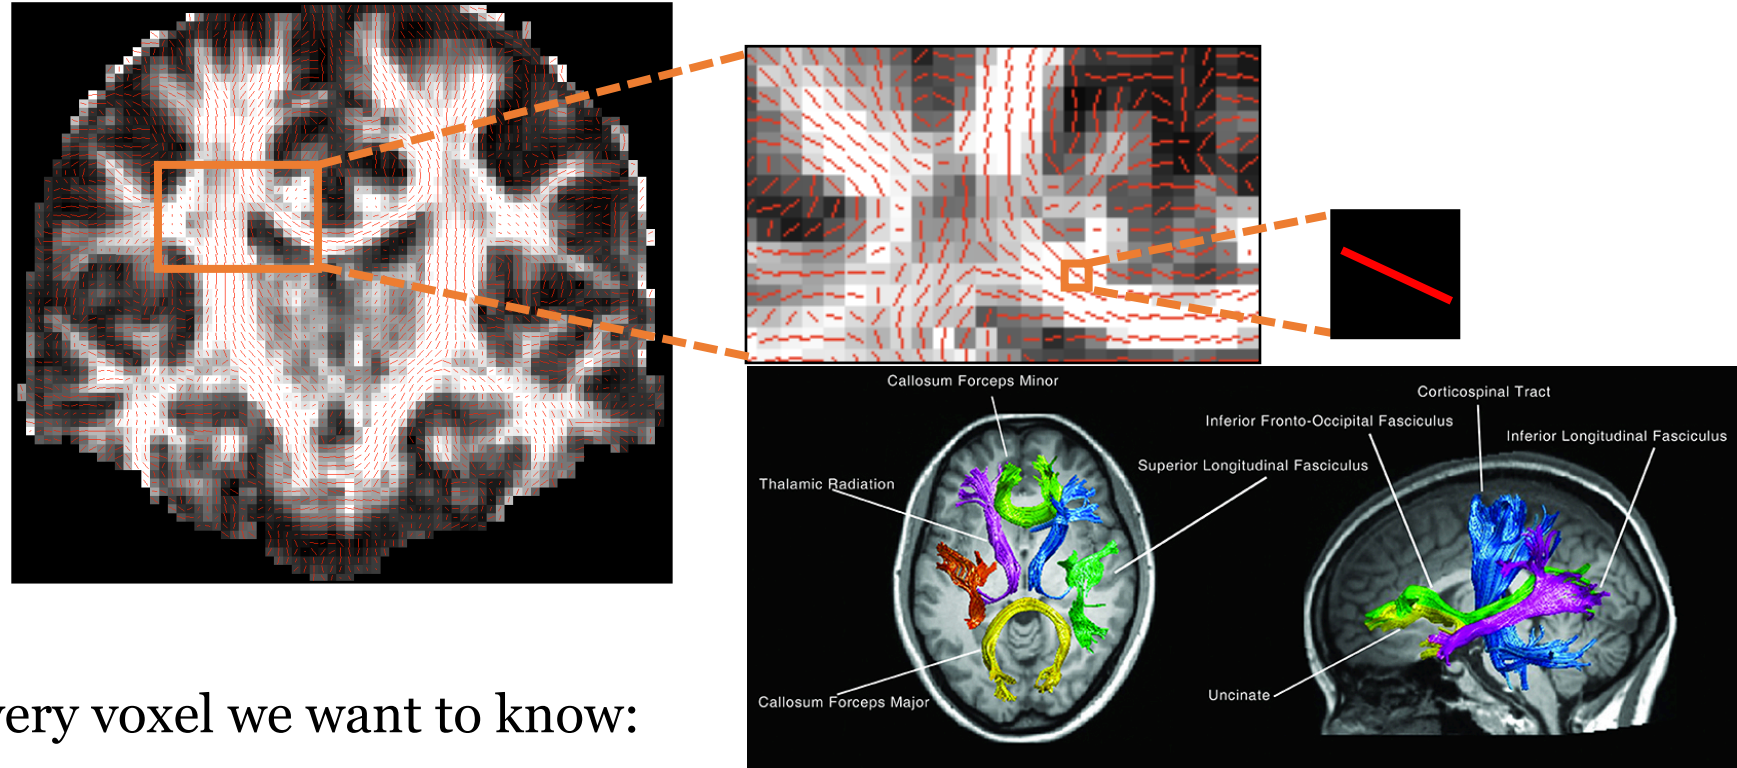 Callosum Forceps Minor
Corticospinal Tract
Inferior Fronto-Occipital Fasciculus
Inferior Longitudinal Fasciculus
Superior Longitudinal Fasciculus
Thalamic Radiation
Uncinate
Callosum Forceps Major
very voxel we want to know: